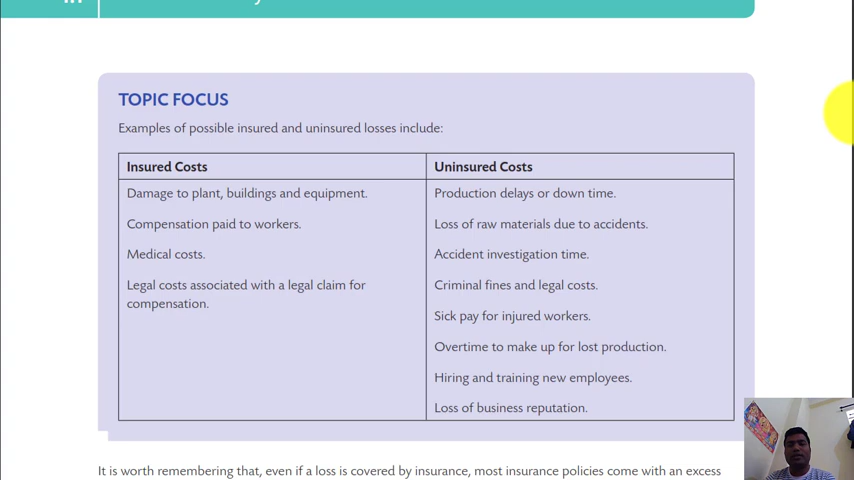 TOPIC FOCUS
Examples of possible insured and uninsured losses include:
Insured Costs
Damage to plant, buildings and equipment.
Compensation paid to workers.
Medical costs.
Legal costs associated with a legal claim for
compensation.
Uninsured Costs
Production delays or down time.
Loss of raw materials due to accidents.
Accident investigation time.
Criminal fines and legal costs.
Sick pay for injured workers.
Overtime to make up for lost production.
Hiring and training new employees.
Loss of business reputation.
It is worth remembering that, even if a loss is covered by insurance, most insurance policies come with an excess